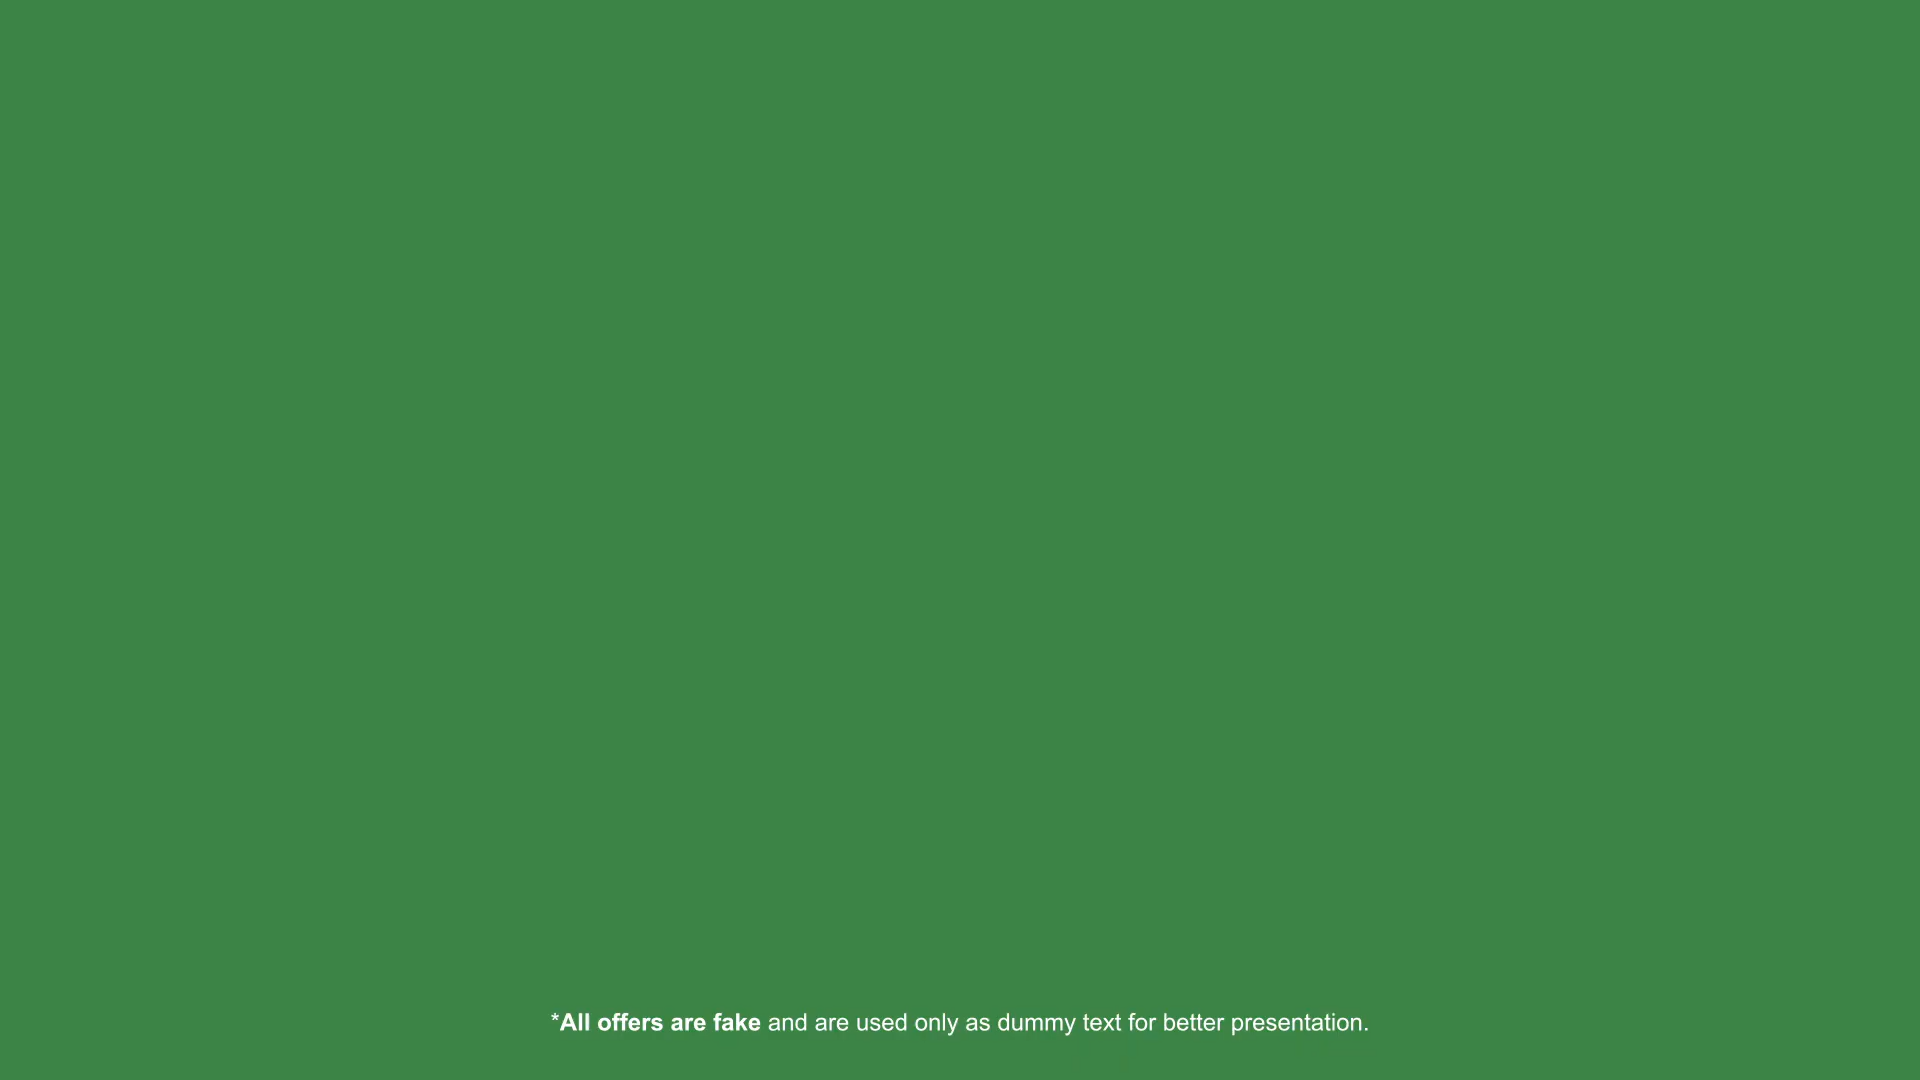 *All offers are fake and are used only as dummy text for better presentation.